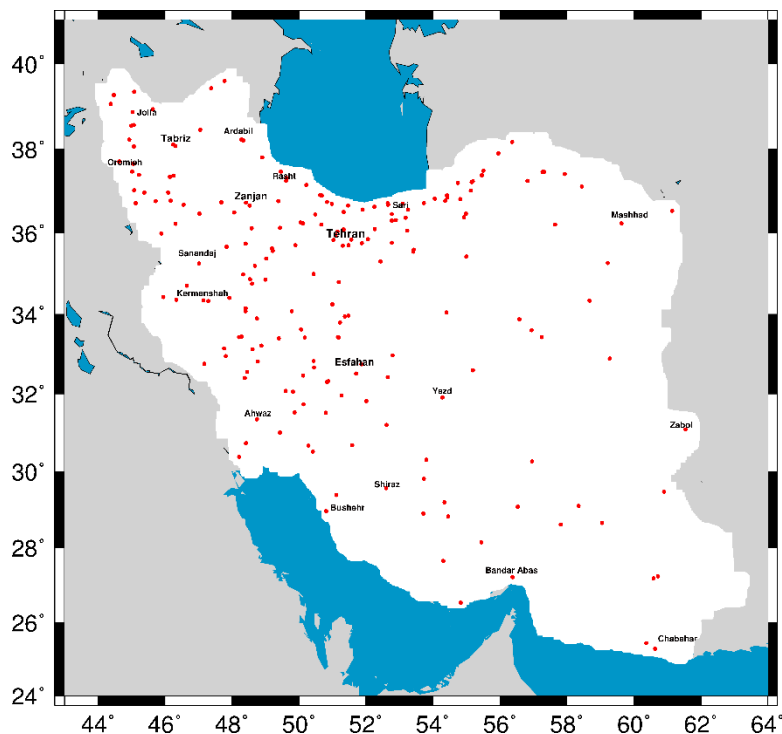 40°
Jolfa
Tabriz
Ardabil
38°
Oromieh
Rasht
Zanjan
Sari
Mashhad
Tehran
36°
Sanandaj
Kermenshah
34°
Esfahan
32°
Yazd
Ahwaz
Zabol
30°
Shiraz
Bushehr
28°
Bandar Abas
26°
Chabahar
24°
44° 46° 48° 50° 52° 54° 56° 58° 60° 62° 64°